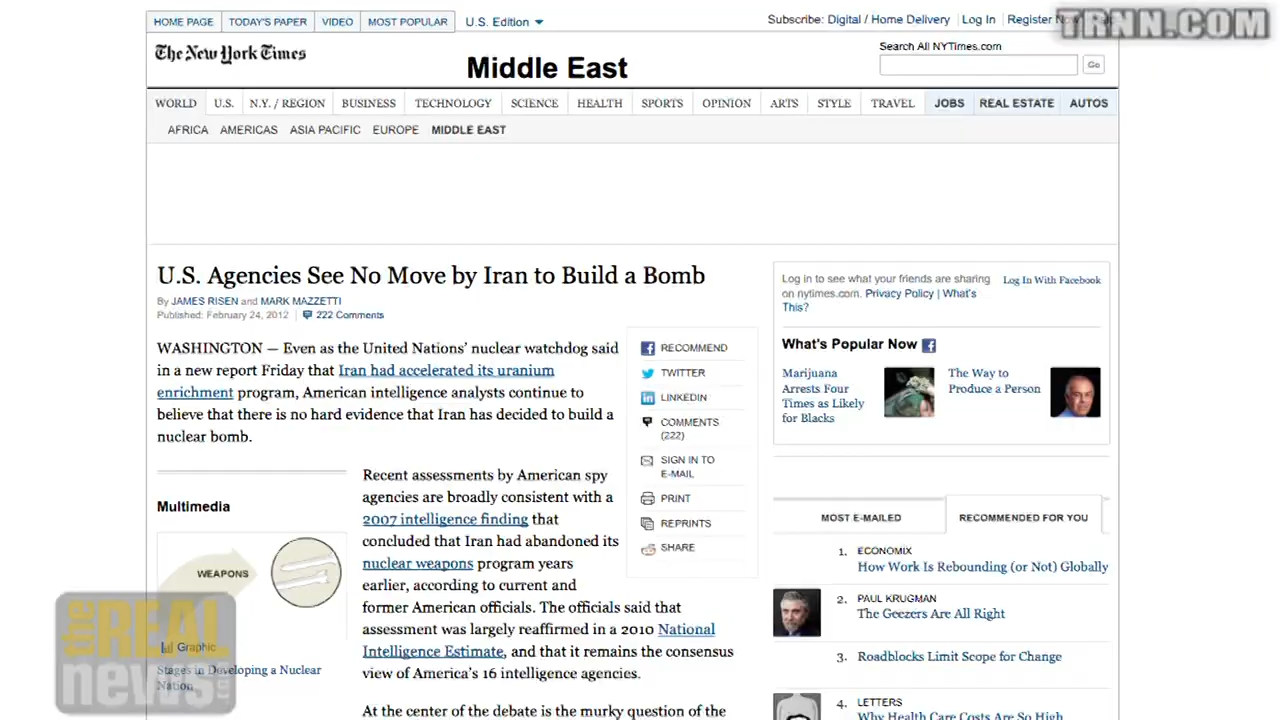 HOME PAGE TODAY'S PAPER VIDEO MOST POPULAR U.S. Edition
Subscribe: Digital / Home Delivery Log In Register Now
TRNN.COM
The New York Times
Middle East
Search All NYTimes.com
Go
WORLD U.S. N.Y. / REGION BUSINESS TECHNOLOGY SCIENCE HEALTH SPORTS OPINION ARTS STYLE TRAVEL JOBS REAL ESTATE AUTOS
AFRICA AMERICAS ASIA PACIFIC EUROPE MIDDLE EAST
U.S. Agencies See No Move by Iran to Build a Bomb
By JAMES RISEN and MARK MAZZETTI
Published: February 24, 2012 222 Comments
WASHINGTON — Even as the United Nations' nuclear watchdog said
in a new report Friday that Iran had accelerated its uranium
enrichment program, American intelligence analysts continue to
believe that there is no hard evidence that Iran has decided to build a
nuclear bomb.
Multimedia
WEAPONS
Graphic
Stages in Developing a Nuclear
Nation
Recent assessments by American spy
agencies are broadly consistent with a
2007 intelligence finding that
concluded that Iran had abandoned its
nuclear weapons program years
earlier, according to current and
former American officials. The officials said that
assessment was largely reaffirmed in a 2010 National
Intelligence Estimate, and that it remains the consensus
view of America's 16 intelligence agencies.
At the center of the debate is the murky question of the
RECOMMEND
TWITTER
LINKEDIN
COMMENTS
(222)
SIGN IN TO
E-MAIL
PRINT
REPRINTS
SHARE
Log in to see what your friends are sharing
on nytimes.com. Privacy Policy | What's
This?
Log In With Facebook
What's Popular Now
Marijuana
Arrests Four
Times as Likely
for Blacks
The Way to
Produce a Person
MOST E-MAILED RECOMMENDED FOR YOU
1. ECONOMIX
How Work Is Rebounding (or Not) Globally
2. PAUL KRUGMAN
The Geezers Are All Right
3. Roadblocks Limit Scope for Change
4. LETTERS
Why Health Care Costs Are So High
the REAL
news.com